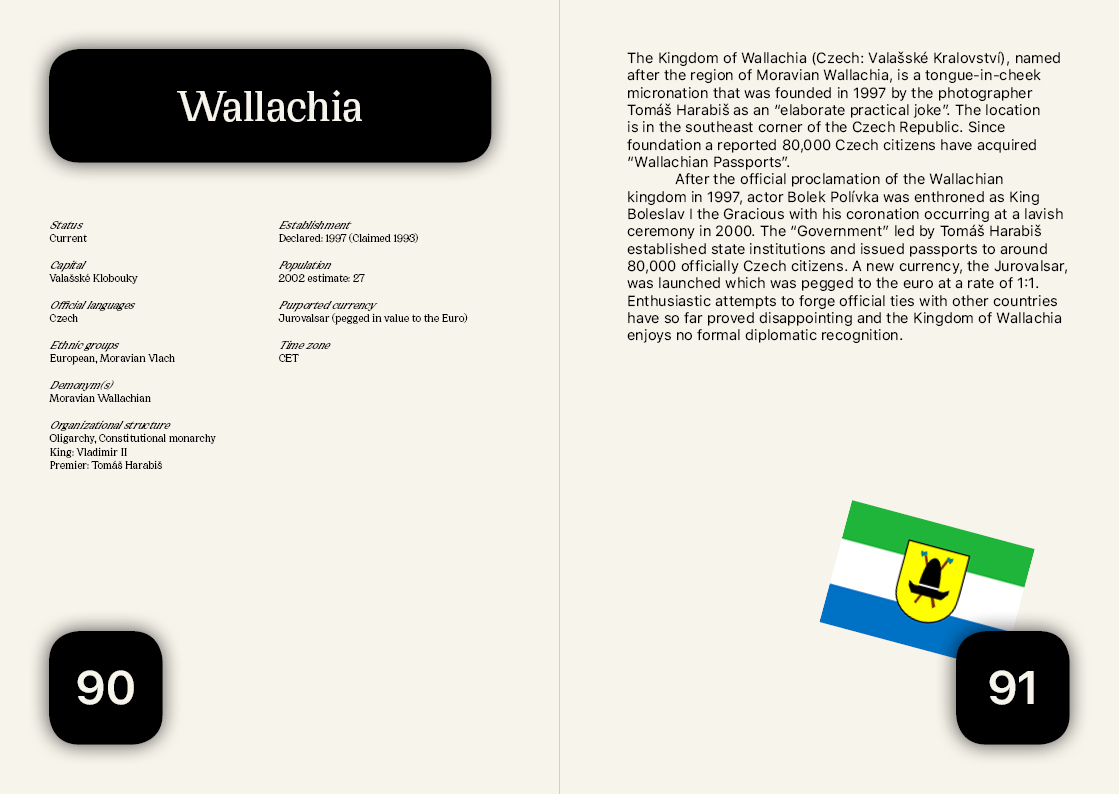 Wallachia
Status
Current
Capital
Valašské Klobouky
Official languages
Czech
Ethnic groups
European, Moravian Vlach
Demonym(s)
Moravian Wallachian
Organizational structure
Oligarchy, Constitutional monarchy
King: Vladimir II
Premier: Tomáš Harabiš
Establishment
Declared: 1997 (Claimed 1993)
Population
2002 estimate: 27
Purported currency
Jurovalsar (pegged in value to the Euro)
Time zone
CET
90
The Kingdom of Wallachia (Czech: Valašské Kralovství), named
after the region of Moravian Wallachia, is a tongue-in-cheek
micronation that was founded in 1997 by the photographer
Tomáš Harabiš as an “elaborate practical joke”. The location
is in the southeast corner of the Czech Republic. Since
foundation a reported 80,000 Czech citizens have acquired
“Wallachian Passports”.
After the official proclamation of the Wallachian
kingdom in 1997, actor Bolek Polívka was enthroned as King
Boleslav I the Gracious with his coronation occurring at a lavish
ceremony in 2000. The “Government” led by Tomáš Harabiš
established state institutions and issued passports to around
80,000 officially Czech citizens. A new currency, the Jurovalsar,
was launched which was pegged to the euro at a rate of 1:1.
Enthusiastic attempts to forge official ties with other countries
have so far proved disappointing and the Kingdom of Wallachia
enjoys no formal diplomatic recognition.
91